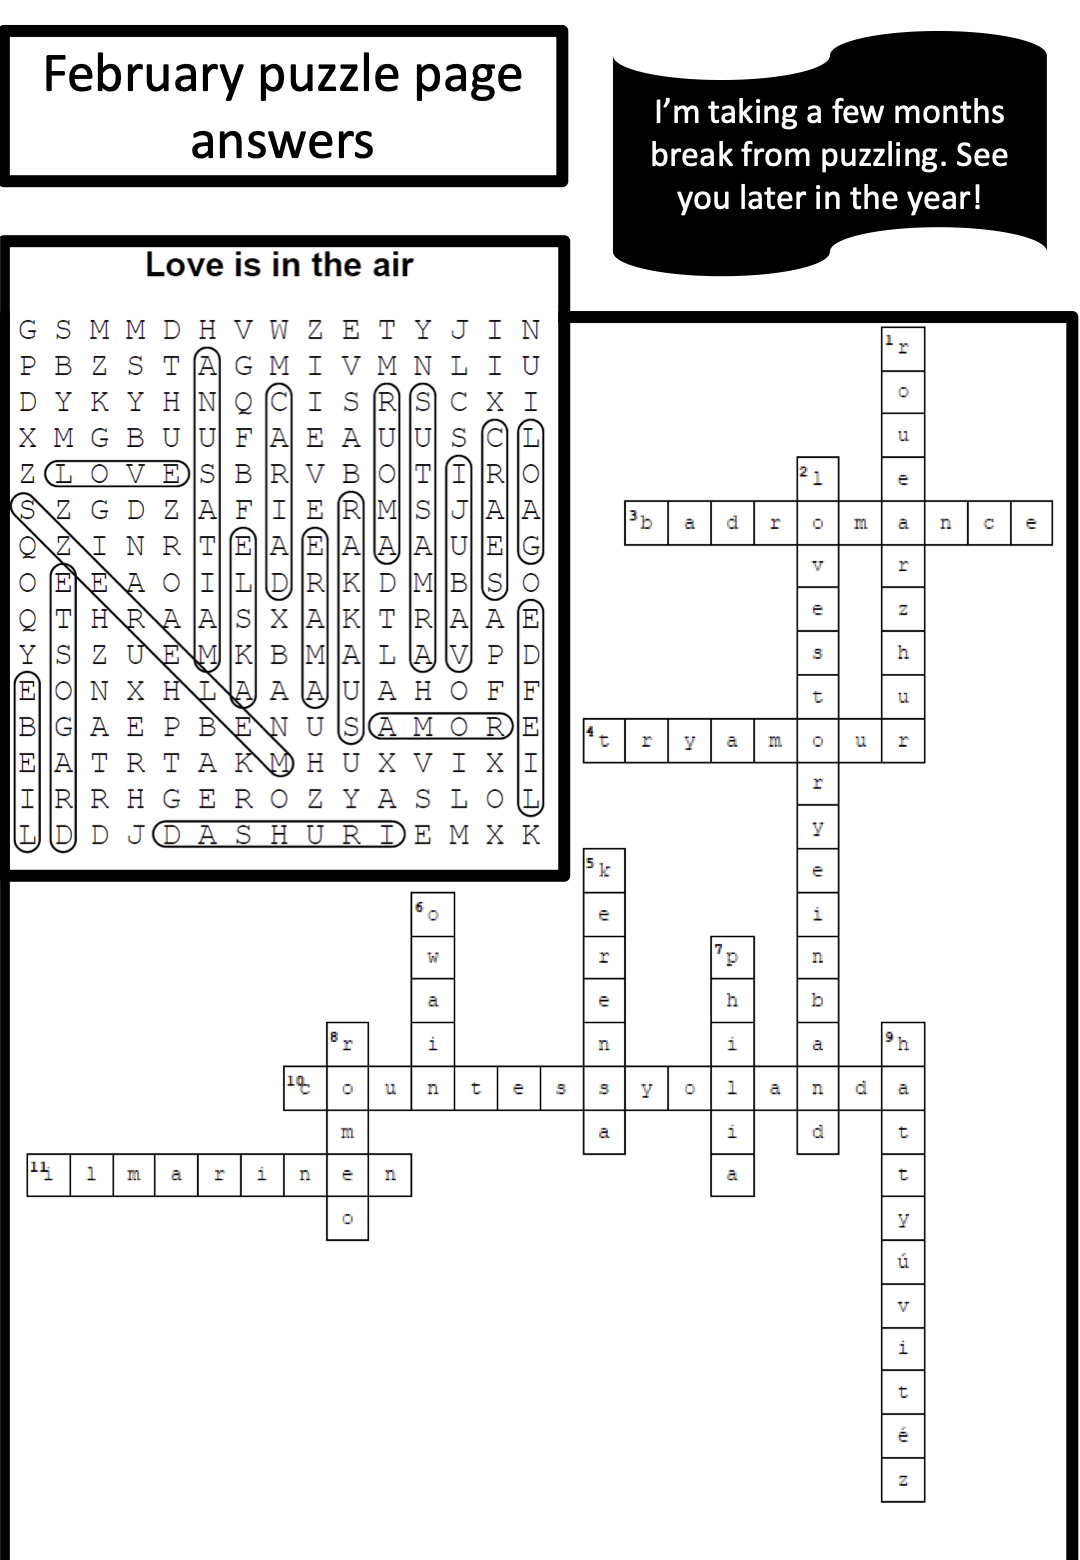 February puzzle page
answers
I’m taking a few months
break from puzzling. See
you later in the year!
Love is in the air
G S M M D H V W Z E T Y J I N
P B Z S T A G M I V M N L I U
D Y K Y H N Q C I S R S C X I
X M G B U U F A E A U U S C L
Z L O V E S B R V B O T I R O
S Z G D Z A F I E R M S J A A
Q Z I N R T E A E A A A U E G
O E E A O I L D R K D M B S O
Q T H R A A S X A K T R A A E
Y S Z U E M K B M A L A V P D
E O N X H L A A A U A H O F F
B G A E P B E N U S A M O R E
E A T R T A K M H U X V I X I
I R R H G E R O Z Y A S L O L
L D D J D A S H U R I E M X K
1 r o u e a r z h u r
2 l o v e s t o r y e i n b a n d
3 b a d r o m a n c e
4 t r y a m o u r
5 k e r e n s s a
6 o w a i n
7 p h i l i a
8 r o m e o
9 h a t t y ú v i t é z
10 c o u n t e s s y o l a n d a
11 i l m a r i n e n